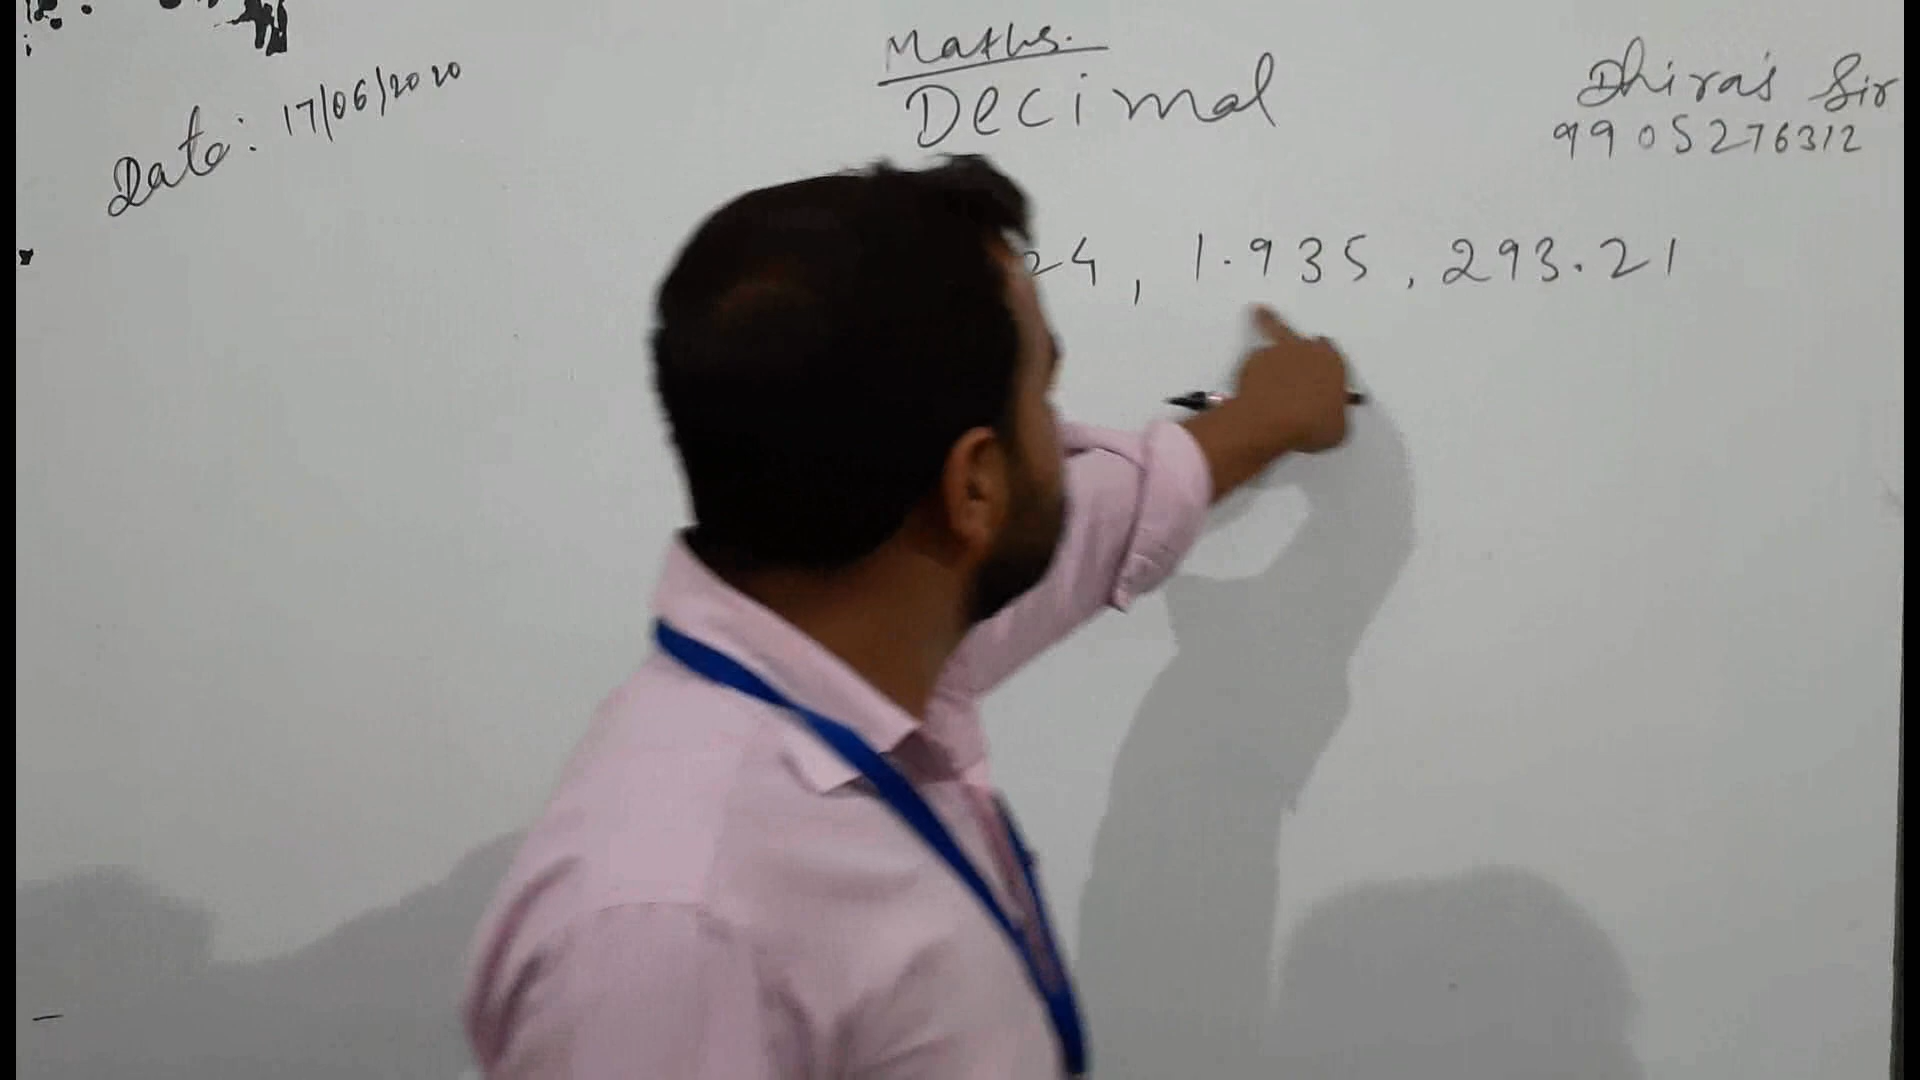 Maths.
Decimal
Date: 17/06/2020
Dhiraj Sir
9905276312
24, 1.935, 293.21